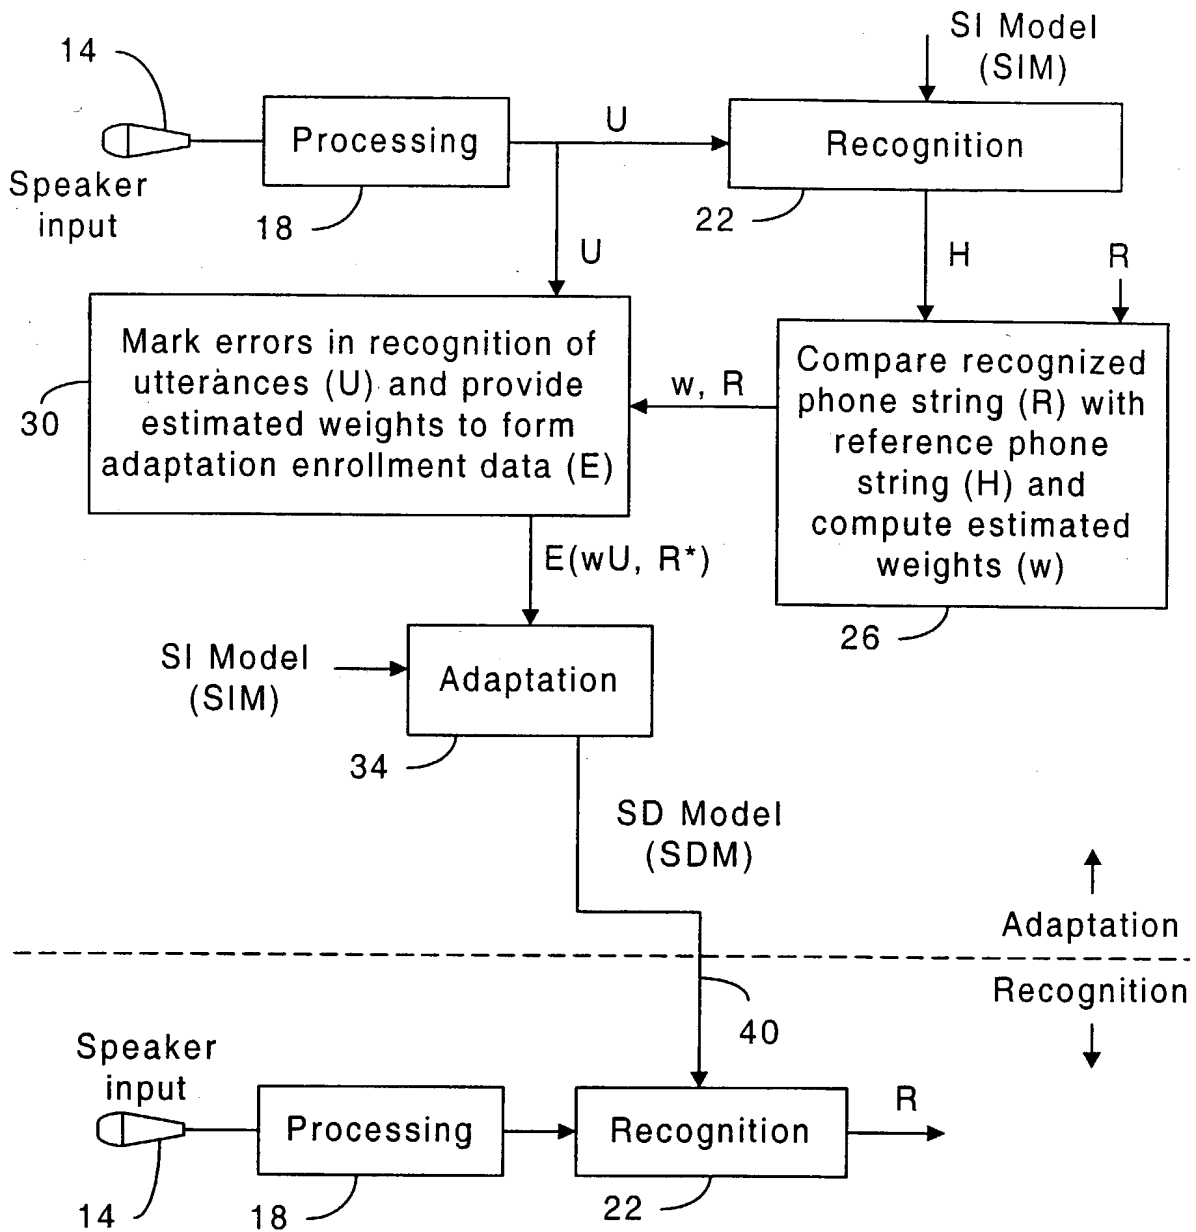 14
SI Model
(SIM)
Processing
U
Recognition
Speaker
input
18
22
U
H
R
Mark errors in recognition of
utterances (U) and provide
estimated weights to form
adaptation enrollment data (E)
30
w, R
Compare recognized
phone string (R) with
reference phone
string (H) and
compute estimated
weights (w)
26
E(wU, R*)
SI Model
(SIM)
Adaptation
34
SD Model
(SDM)
Adaptation
Recognition
40
Speaker
input
Processing
Recognition
R
14
18
22